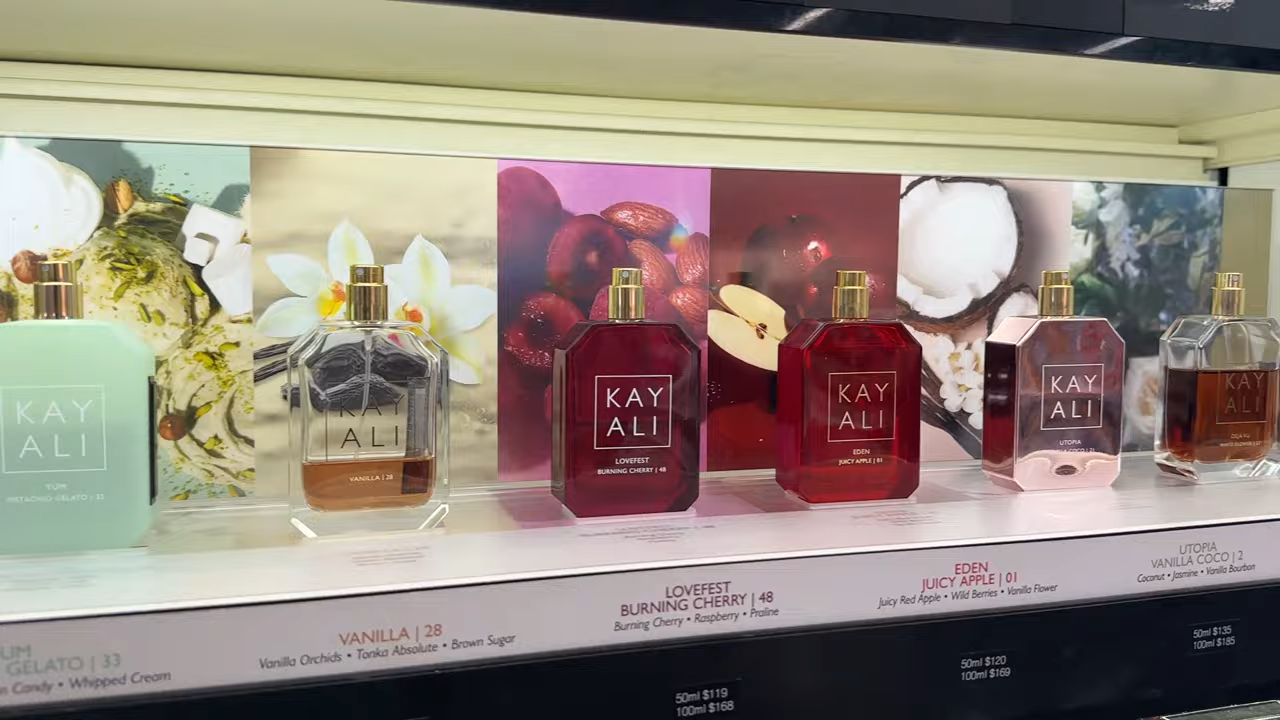 KAY
ALI
YUM
PISTACHIO GELATO | 33
KAY
ALI
VANILLA | 28
KAY
ALI
LOVEFEST
BURNING CHERRY | 48
KAY
ALI
EDEN
JUICY APPLE | 01
KAY
ALI
UTOPIA
KAY
ALI
UM
GELATO | 33
n Candy • Whipped Cream
VANILLA | 28
Vanilla Orchids • Tonka Absolute • Brown Sugar
LOVEFEST
BURNING CHERRY | 48
Burning Cherry • Raspberry • Praline
EDEN
JUICY APPLE | 01
Juicy Red Apple • Wild Berries • Vanilla Flower
UTOPIA
VANILLA COCO | 2
Coconut • Jasmine • Vanilla Bourbon
50ml $119
100ml $168
50ml $120
100ml $169
50ml $135
100ml $185